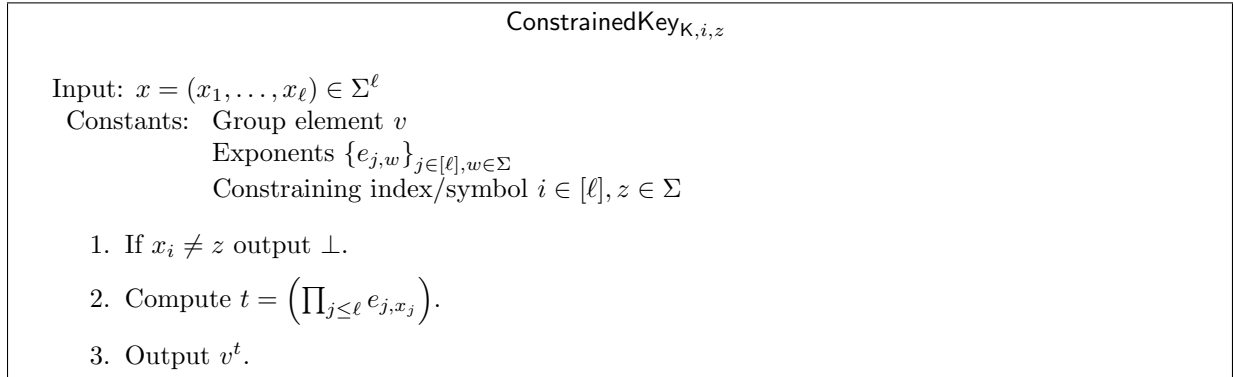 ConstrainedKey_{K,i,z}
Input: x = (x_1, . . . , x_ℓ) ∈ Σ^ℓ
Constants: Group element v
Exponents {e_{j,w}}_{j∈[ℓ],w∈Σ}
Constraining index/symbol i ∈ [ℓ], z ∈ Σ
1. If x_i ≠ z output ⊥.
2. Compute t = (∏_{j≤ℓ} e_{j,x_j}).
3. Output v^t.